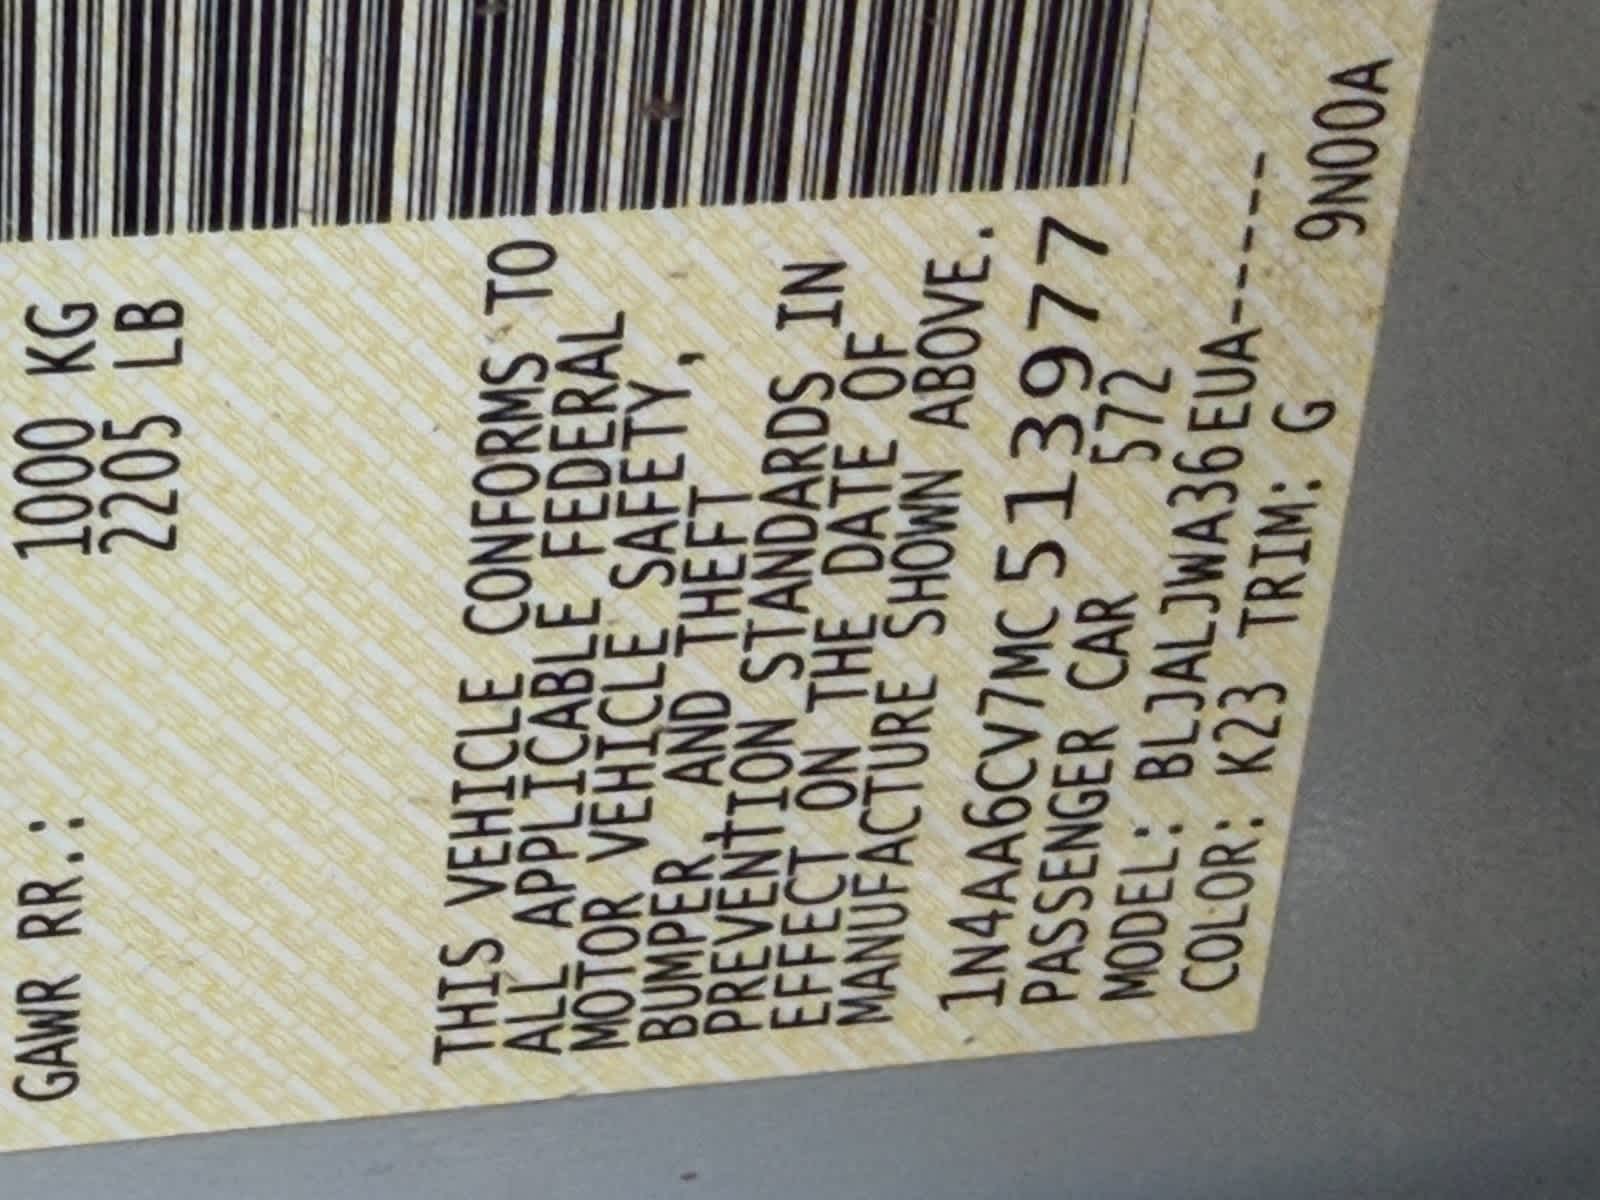 GAWR RR.: 1000 KG
2205 LB
THIS VEHICLE CONFORMS TO
ALL APPLICABLE FEDERAL
MOTOR VEHICLE SAFETY,
BUMPER, AND THEFT
PREVENTION STANDARDS IN
EFFECT ON THE DATE OF
MANUFACTURE SHOWN ABOVE.
1N4AA6CV7MC513977
PASSENGER CAR 572
MODEL: BLJALJWA36EUA-----
COLOR: K23 TRIM: G
9N00A